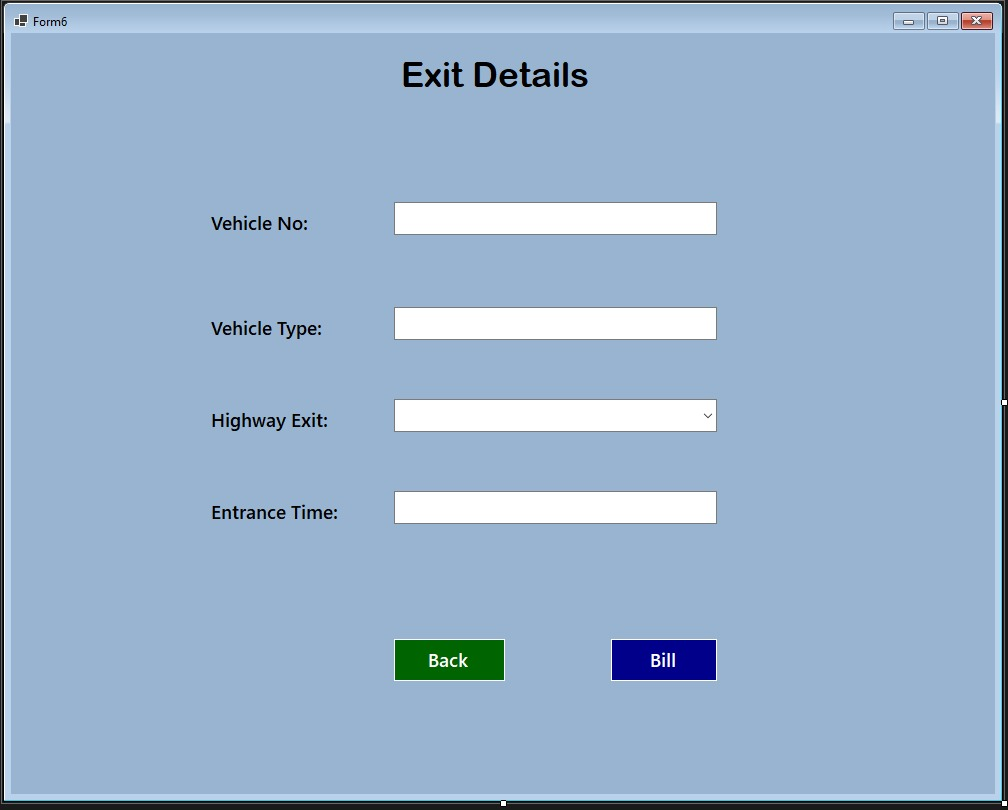 Form6
Exit Details
Vehicle No:
Vehicle Type:
Highway Exit:
Entrance Time:
Back Bill